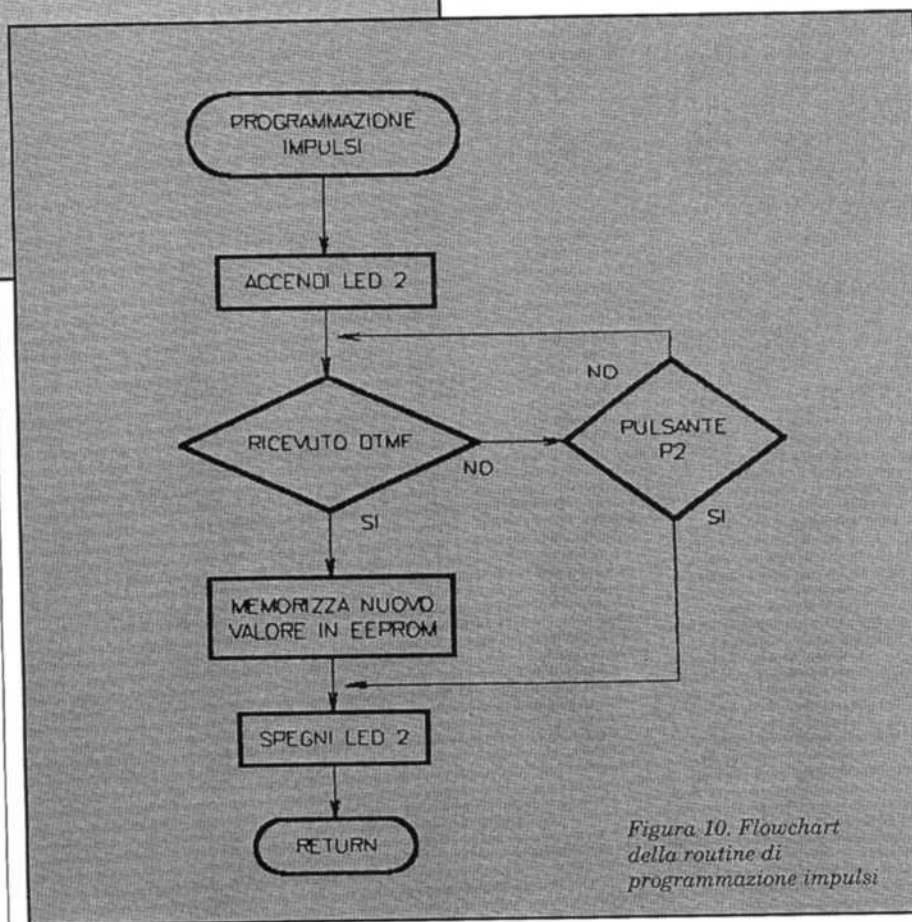 PROGRAMMAZIONE
IMPULSI
ACCENDI LED 2
RICEVUTO DTMF
NO
SI
PULSANTE
P2
NO
SI
MEMORIZZA NUOVO
VALORE IN EEPROM
SPEGNI LED 2
RETURN
Figura 10. Flowchart
della routine di
programmazione impulsi